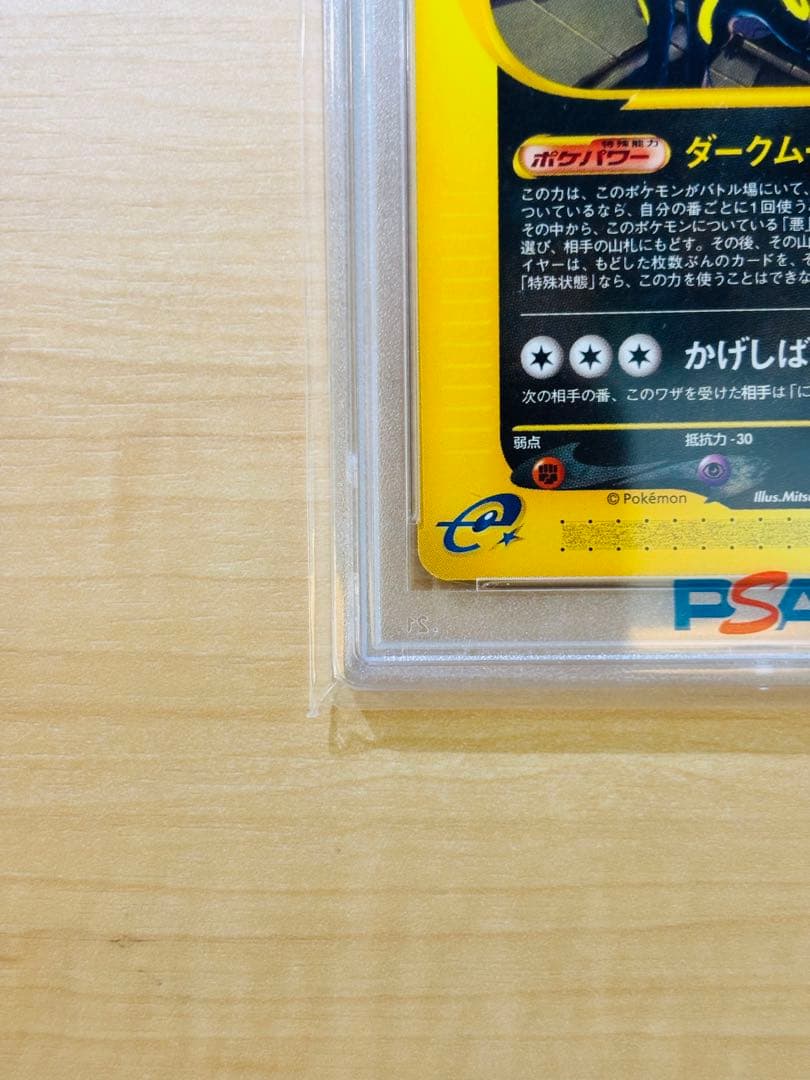 特殊能力
ポケパワー ダークム
この力は、このポケモンがバトル場にいて、
ついているなら、自分の番ごとに1回使う
その中から、このポケモンについている「悪」
選び、相手の山札にもどす。その後、その山
イヤーは、もどした枚数ぶんのカードを、そ
「特殊状態」なら、この力を使うことはできな
かげしば
次の相手の番、このワザを受けた相手は「に
弱点 抵抗力 -30
© Pokémon Illus.Mits
e
PSA